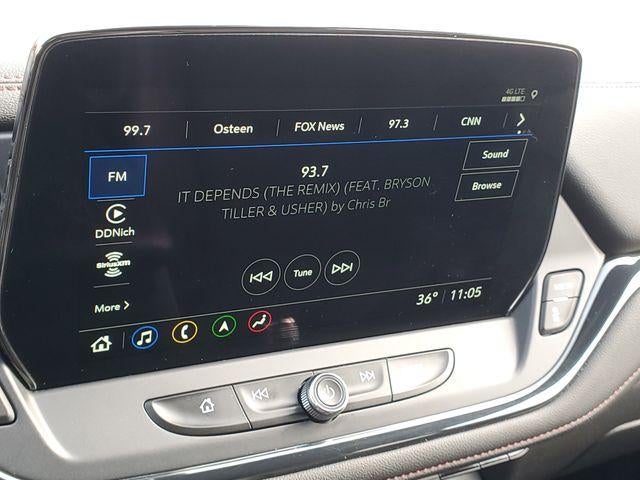 4G LTE
99.7 Osteen FOX News 97.3 CNN
FM
93.7
Sound
IT DEPENDS (THE REMIX) (FEAT. BRYSON
TILLER & USHER) by Chris Br
Browse
DDNich
SiriusXM
Tune
More
36° 11:05